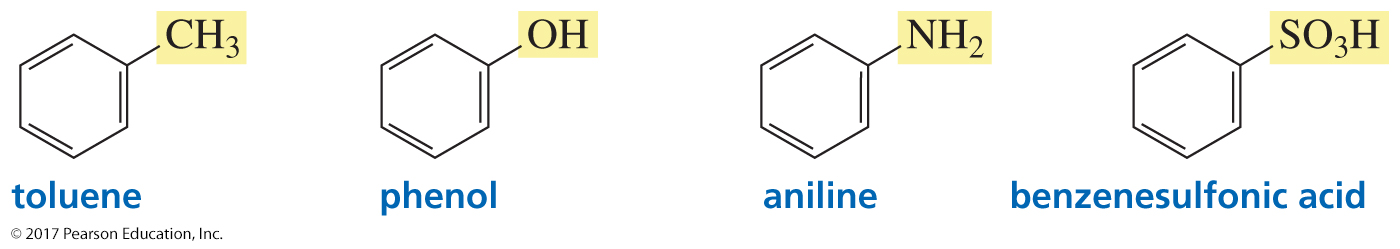 CH₃ OH NH₂ SO₃H
toluene phenol aniline benzenesulfonic acid
© 2017 Pearson Education, Inc.